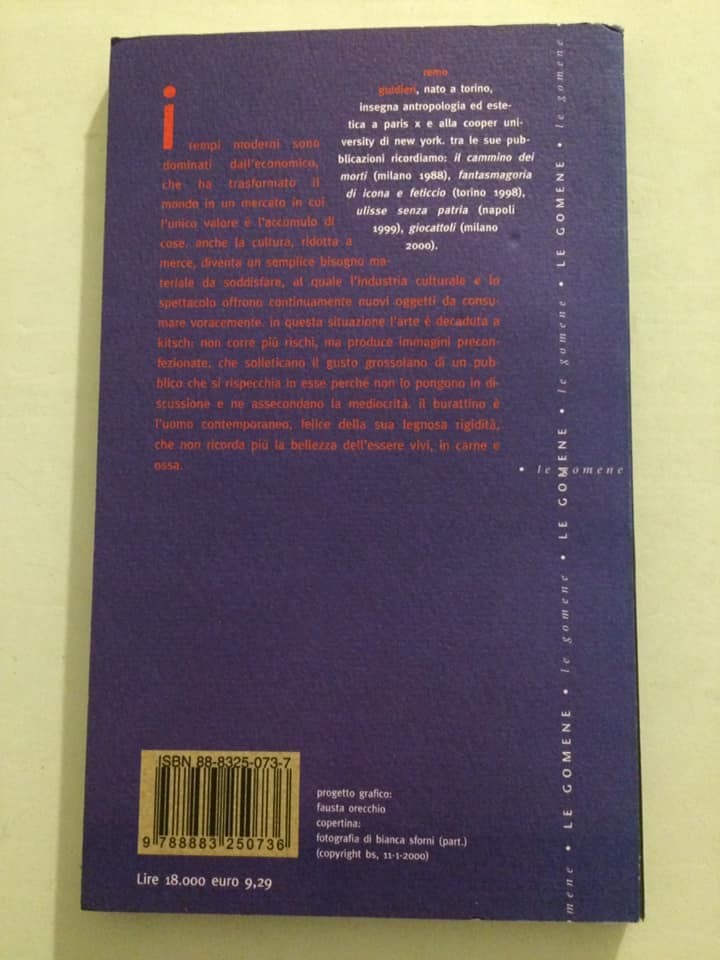 remo
guidieri, nato a torino,
insegna antropologia ed este-
tica a paris x e alla cooper uni-
versity di new york. tra le sue pub-
blicazioni ricordiamo: il cammino dei
morti (milano 1988), fantasmagoria
di icona e feticcio (torino 1998),
ulisse senza patria (napoli
1999), giocattoli (milano
2000).
i tempi moderni sono
dominati dall'economico,
che ha trasformato il
mondo in un mercato in cui
l'unico valore è l'accumulo di
cose. anche la cultura, ridotta a
merce, diventa un semplice bisogno ma-
teriale da soddisfare, al quale l'industria culturale e lo
spettacolo offrono continuamente nuovi oggetti da consu-
mare voracemente. in questa situazione l'arte è decaduta a
kitsch: non corre più rischi, ma produce immagini precon-
fezionate, che solleticano il gusto grossolano di un pub-
blico che si rispecchia in esse perché non lo pongono in di-
scussione e ne assecondano la mediocrità. il burattino è
l'uomo contemporaneo, felice della sua legnosa rigidità,
che non ricorda più la bellezza dell'essere vivi, in carne e
ossa.
• le gomene
mene • LE GOMENE • le gomene • LE GOMENE • le gomene • LE GOMENE • le gomene •
ISBN 88-8325-073-7
9 788883 250736
Lire 18.000 euro 9,29
progetto grafico:
fausta orecchio
copertina:
fotografia di bianca sforni (part.)
(copyright bs, 11-1-2000)